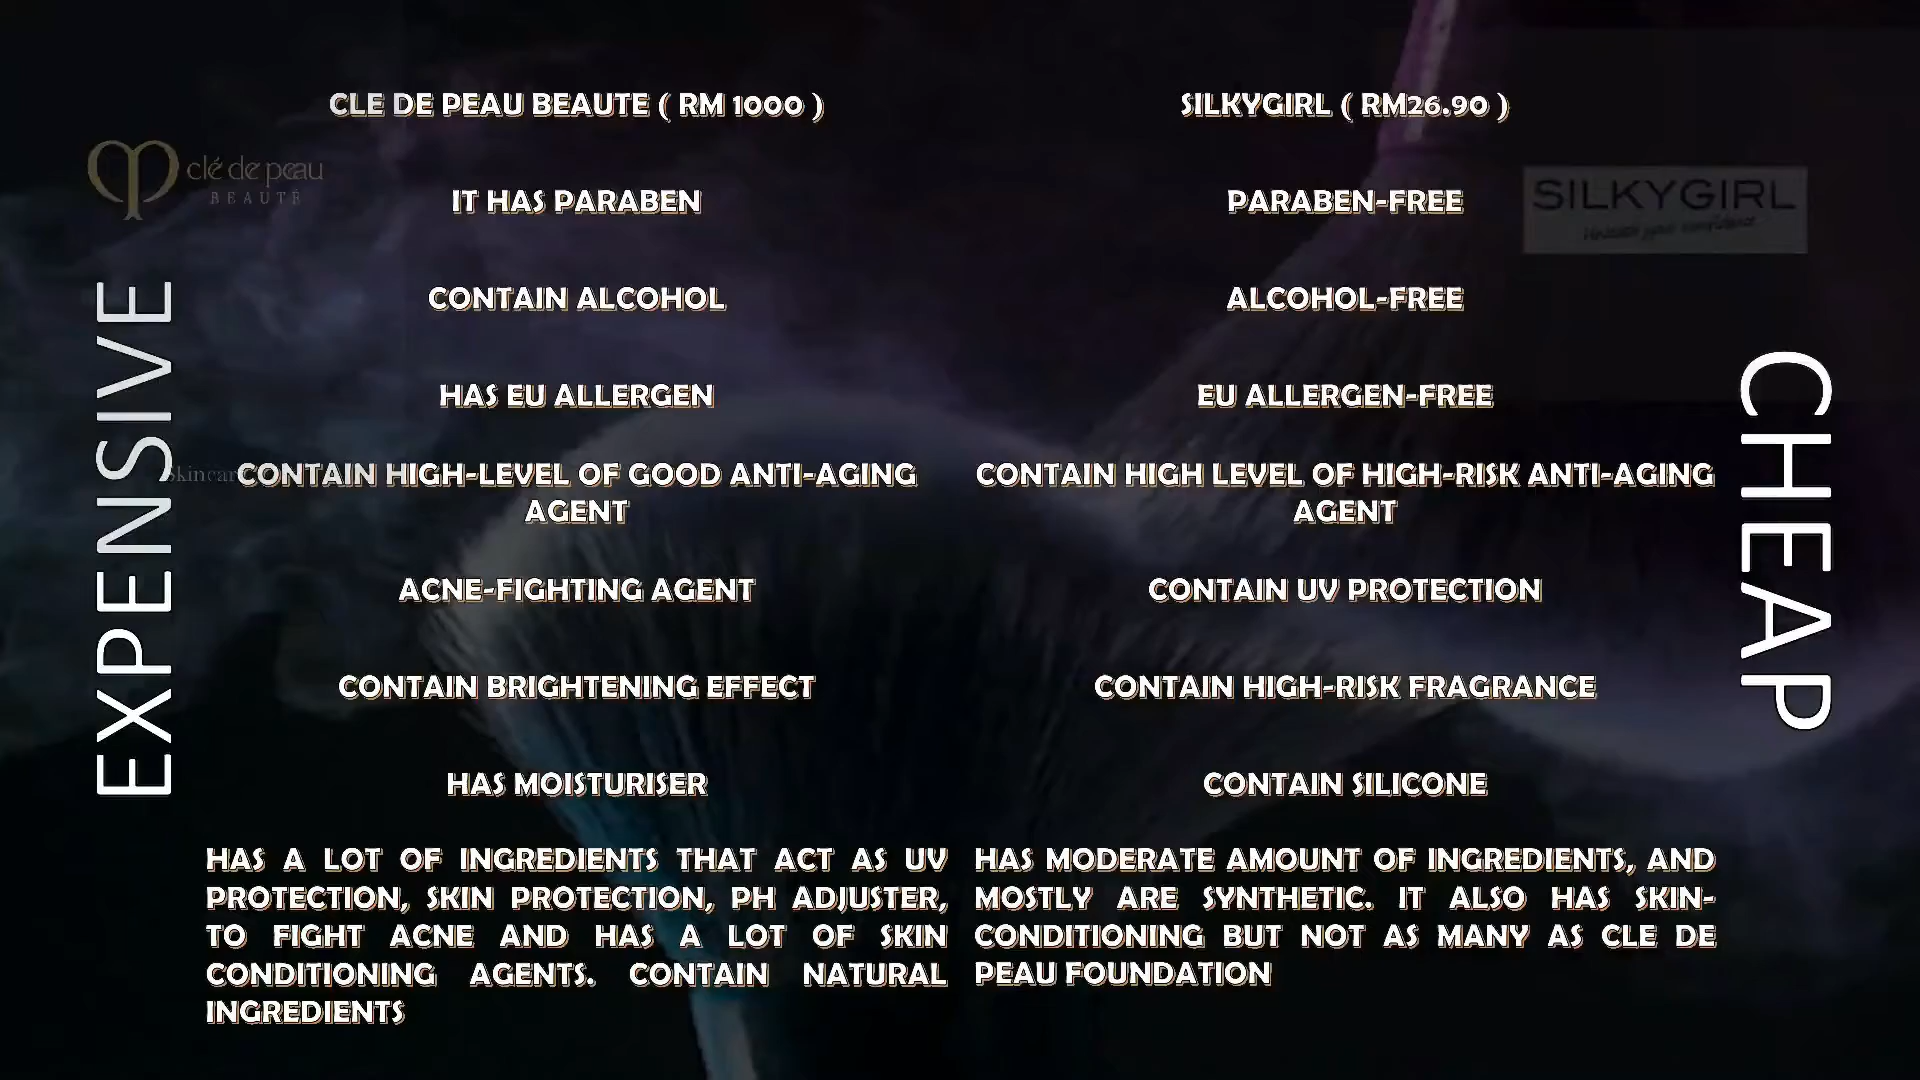 CLE DE PEAU BEAUTE ( RM 1000 )
SILKYGIRL ( RM26.90 )
clé de peau
BEAUTÉ
SILKYGIRL
IT HAS PARABEN
PARABEN-FREE
CONTAIN ALCOHOL
ALCOHOL-FREE
HAS EU ALLERGEN
EU ALLERGEN-FREE
EXPENSIVE
CHEAP
CONTAIN HIGH-LEVEL OF GOOD ANTI-AGING
AGENT
CONTAIN HIGH LEVEL OF HIGH-RISK ANTI-AGING
AGENT
ACNE-FIGHTING AGENT
CONTAIN UV PROTECTION
CONTAIN BRIGHTENING EFFECT
CONTAIN HIGH-RISK FRAGRANCE
HAS MOISTURISER
CONTAIN SILICONE
HAS A LOT OF INGREDIENTS THAT ACT AS UV
PROTECTION, SKIN PROTECTION, PH ADJUSTER,
TO FIGHT ACNE AND HAS A LOT OF SKIN
CONDITIONING AGENTS. CONTAIN NATURAL
INGREDIENTS
HAS MODERATE AMOUNT OF INGREDIENTS, AND
MOSTLY ARE SYNTHETIC. IT ALSO HAS SKIN-
CONDITIONING BUT NOT AS MANY AS CLE DE
PEAU FOUNDATION